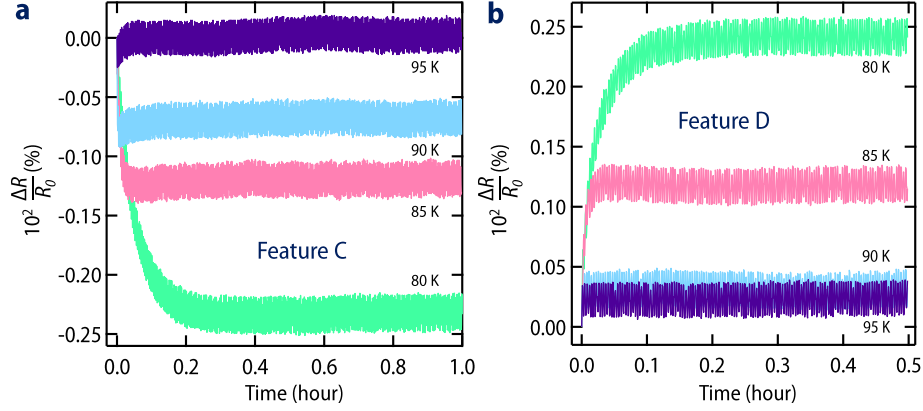 a
10² ΔR/R₀ (%)
0.00
-0.05
-0.10
-0.15
-0.20
-0.25
95 K
90 K
85 K
Feature C
80 K
0.0 0.2 0.4 0.6 0.8 1.0
Time (hour)
b
10² ΔR/R₀ (%)
0.25
0.20
0.15
0.10
0.05
0.00
80 K
Feature D
85 K
90 K
95 K
0.0 0.1 0.2 0.3 0.4 0.5
Time (hour)